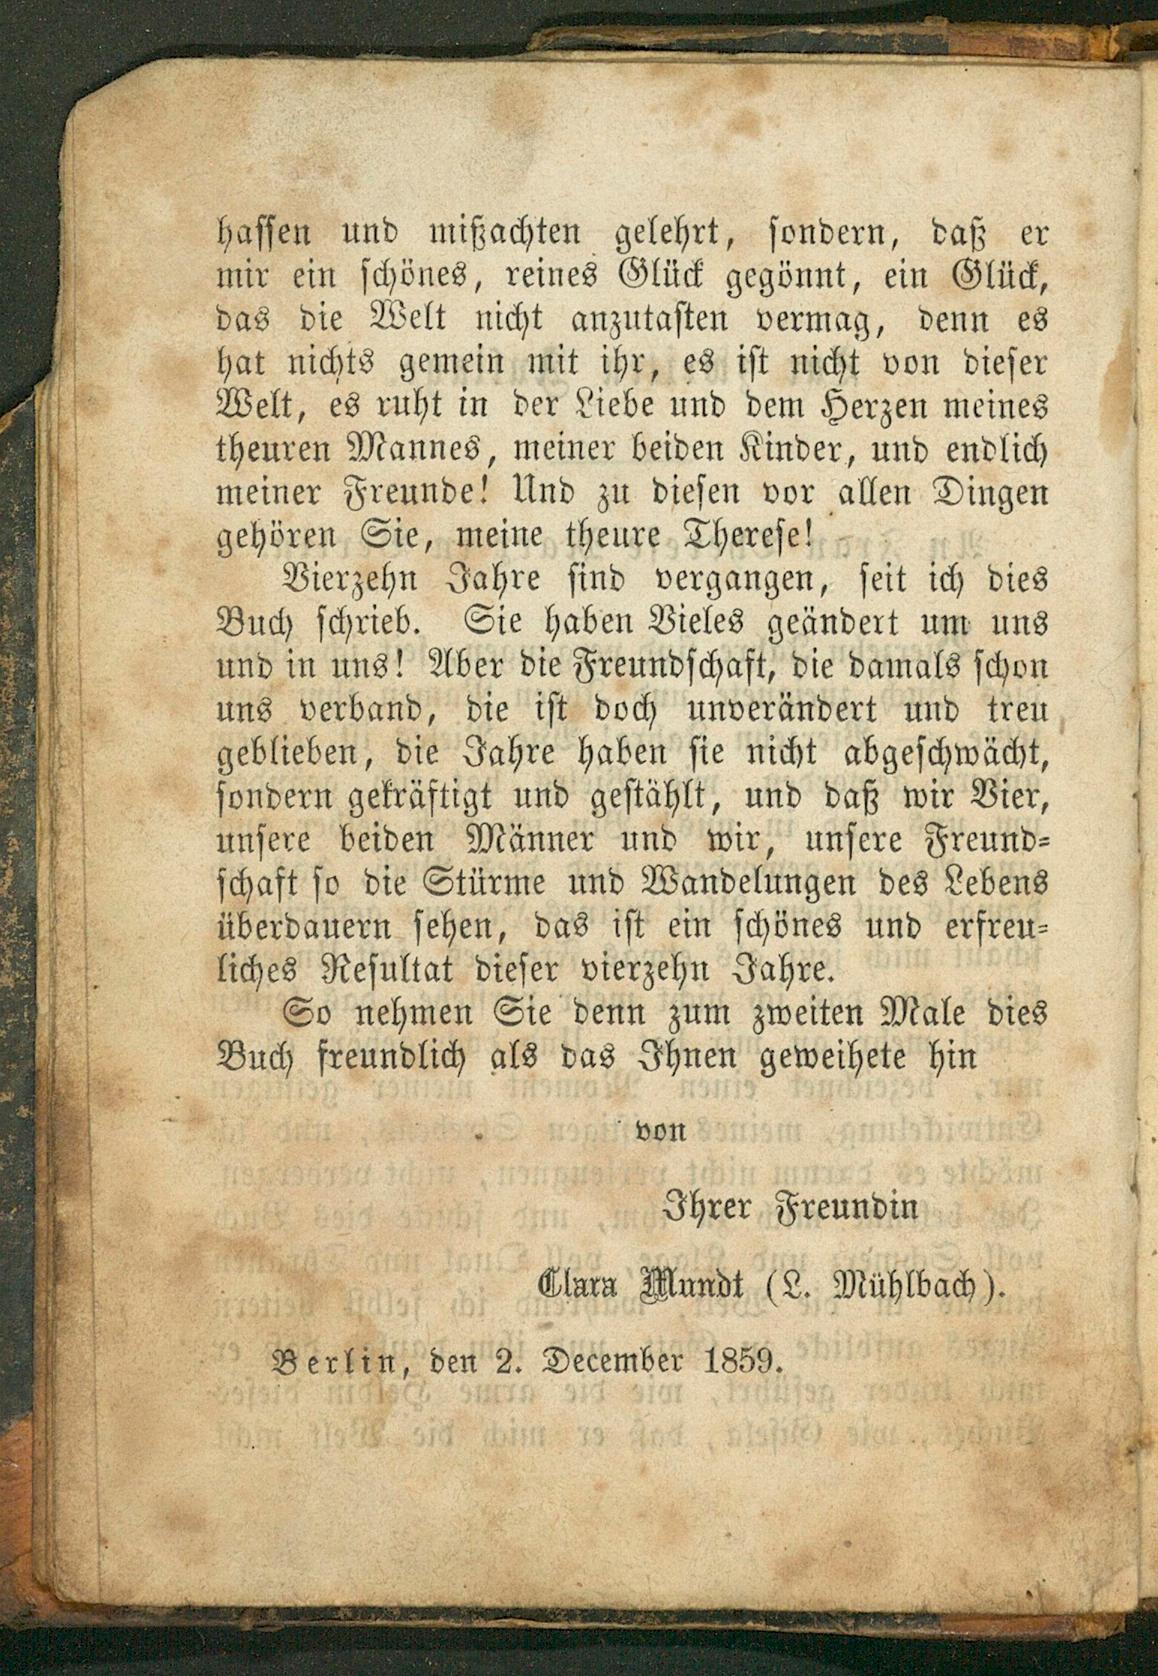 hassen und mißachten gelehrt, sondern, daß er
mir ein schönes, reines Glück gegönnt, ein Glück,
das die Welt nicht anzutasten vermag, denn es
hat nichts gemein mit ihr, es ist nicht von dieser
Welt, es ruht in der Liebe und dem Herzen meines
theuren Mannes, meiner beiden Kinder, und endlich
meiner Freunde! Und zu diesen vor allen Dingen
gehören Sie, meine theure Therese!
Vierzehn Jahre sind vergangen, seit ich dies
Buch schrieb. Sie haben Vieles geändert um uns
und in uns! Aber die Freundschaft, die damals schon
uns verband, die ist doch unverändert und treu
geblieben, die Jahre haben sie nicht abgeschwächt,
sondern gekräftigt und gestählt, und daß wir Vier,
unsere beiden Männer und wir, unsere Freund-
schaft so die Stürme und Wandelungen des Lebens
überdauern sehen, das ist ein schönes und erfreu-
liches Resultat dieser vierzehn Jahre.
So nehmen Sie denn zum zweiten Male dies
Buch freundlich als das Ihnen geweihete hin
von
Ihrer Freundin
Clara Mundt (L. Mühlbach).
Berlin, den 2. December 1859.